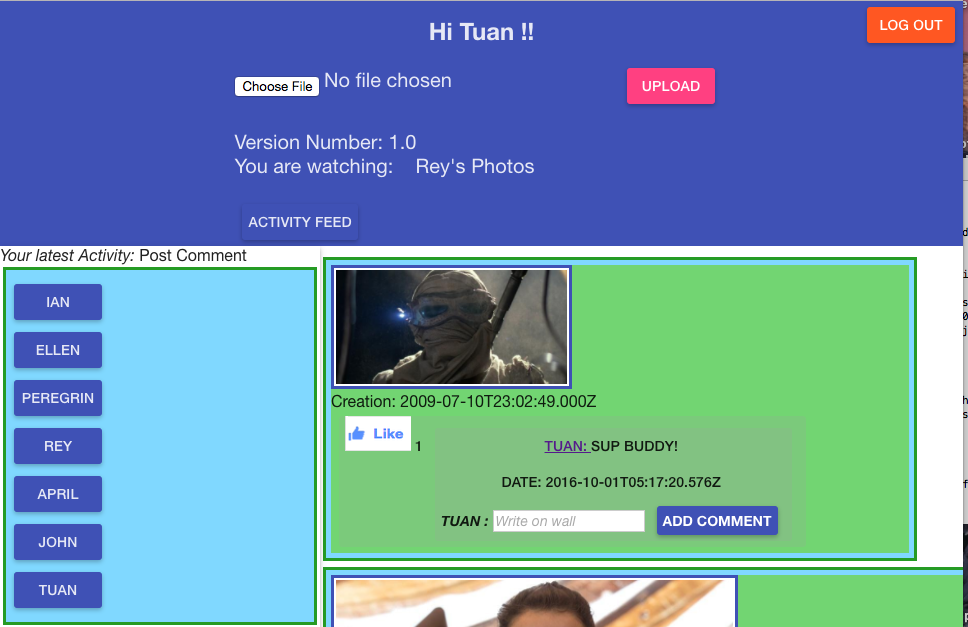 Hi Tuan !!
LOG OUT
Choose File No file chosen
UPLOAD
Version Number: 1.0
You are watching: Rey's Photos
ACTIVITY FEED
Your latest Activity: Post Comment
IAN
ELLEN
PEREGRIN
REY
APRIL
JOHN
TUAN
Creation: 2009-07-10T23:02:49.000Z
Like 1
TUAN: SUP BUDDY!
DATE: 2016-10-01T05:17:20.576Z
TUAN : Write on wall ADD COMMENT